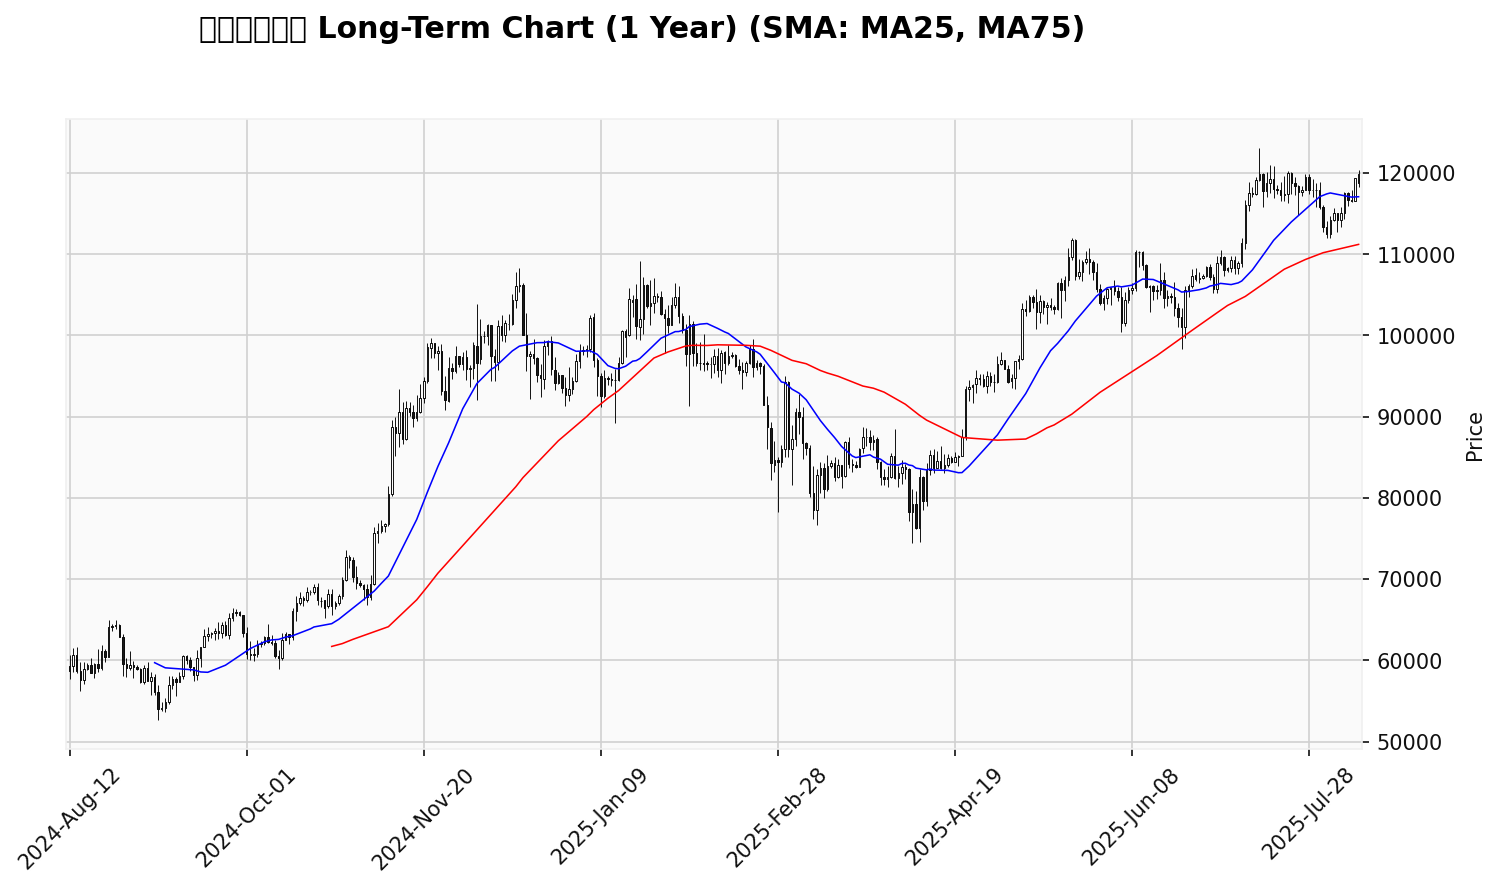 Long-Term Chart (1 Year) (SMA: MA25, MA75)
120000
110000
100000
90000
80000
70000
60000
50000
Price
2024-Aug-12
2024-Oct-01
2024-Nov-20
2025-Jan-09
2025-Feb-28
2025-Apr-19
2025-Jun-08
2025-Jul-28